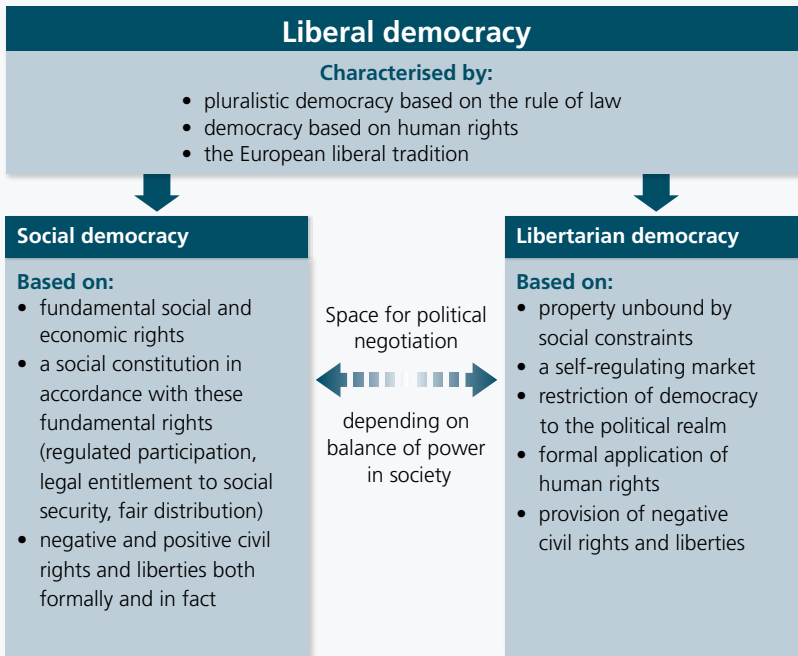 Liberal democracy
Characterised by:
• pluralistic democracy based on the rule of law
• democracy based on human rights
• the European liberal tradition
Social democracy
Based on:
• fundamental social and
economic rights
• a social constitution in
accordance with these
fundamental rights
(regulated participation,
legal entitlement to social
security, fair distribution)
• negative and positive civil
rights and liberties both
formally and in fact
Space for political
negotiation
depending on
balance of power
in society
Libertarian democracy
Based on:
• property unbound by
social constraints
• a self-regulating market
• restriction of democracy
to the political realm
• formal application of
human rights
• provision of negative
civil rights and liberties